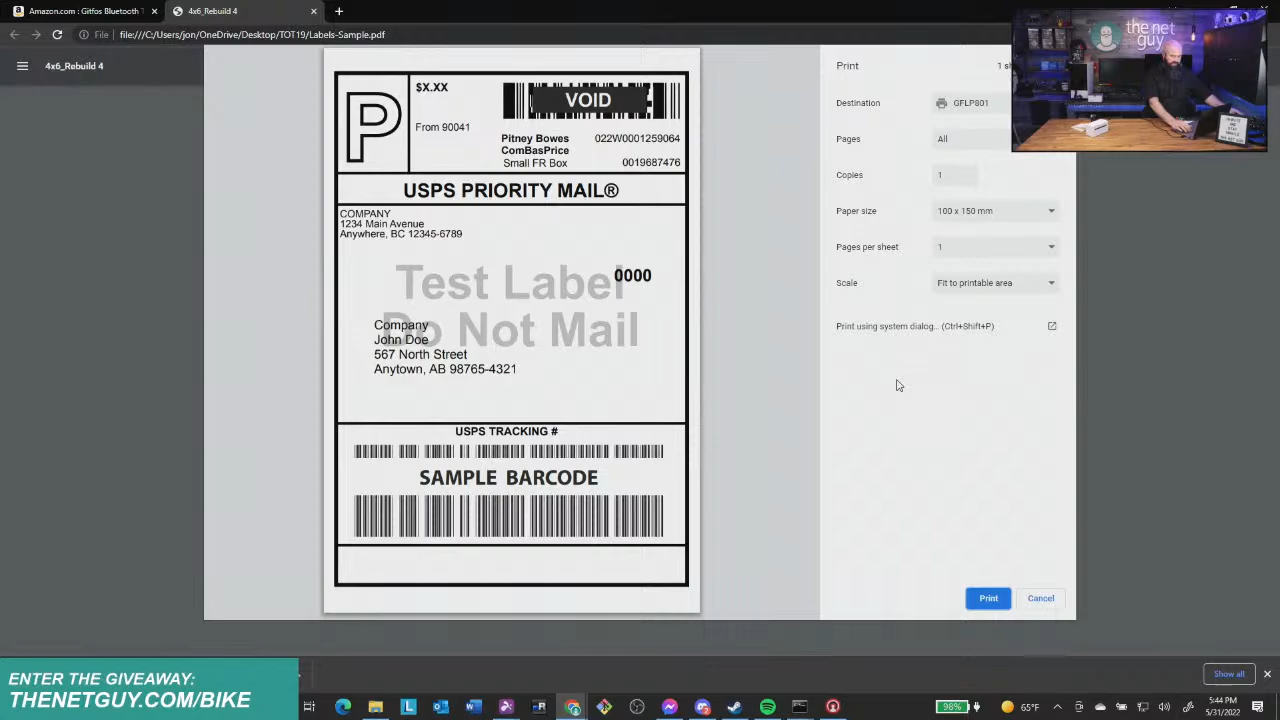 Amazon.com : Giffos Bluetooth T
4x6_Rebuild 4
File
file:///C:/Users/jon/OneDrive/Desktop/TOT19/Labels-Sample.pdf
4x6_Rebuild 4
the net
guy
P
$X.XX
From 90041
VOID
Pitney Bowes 022W0001259064
ComBasPrice
Small FR Box 0019687476
USPS PRIORITY MAIL®
COMPANY
1234 Main Avenue
Anywhere, BC 12345-6789
Test Label
0000
Do Not Mail
Company
John Doe
567 North Street
Anytown, AB 98765-4321
USPS TRACKING #
SAMPLE BARCODE
Print
Destination GFLP801
Pages All
Copies 1
Paper size 100 x 150 mm
Pages per sheet 1
Scale Fit to printable area
Print using system dialog... (Ctrl+Shift+P)
Print Cancel
ENTER THE GIVEAWAY:
THENETGUY.COM/BIKE
Show all
98% 65°F
5:44 PM
5/31/2022